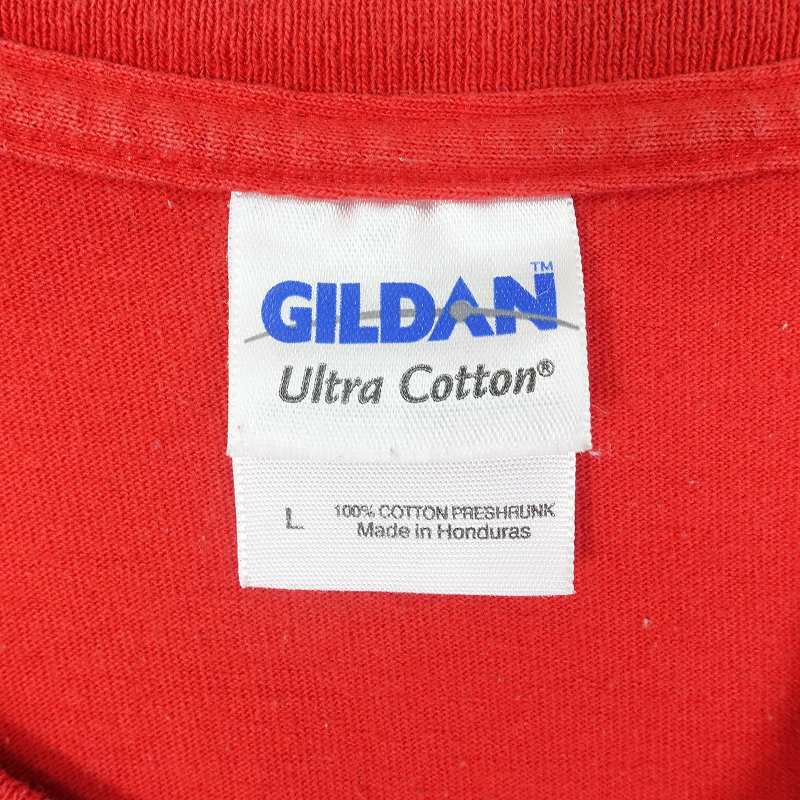 GILDAN™
Ultra Cotton®
L
100% COTTON PRESHRUNK
Made in Honduras